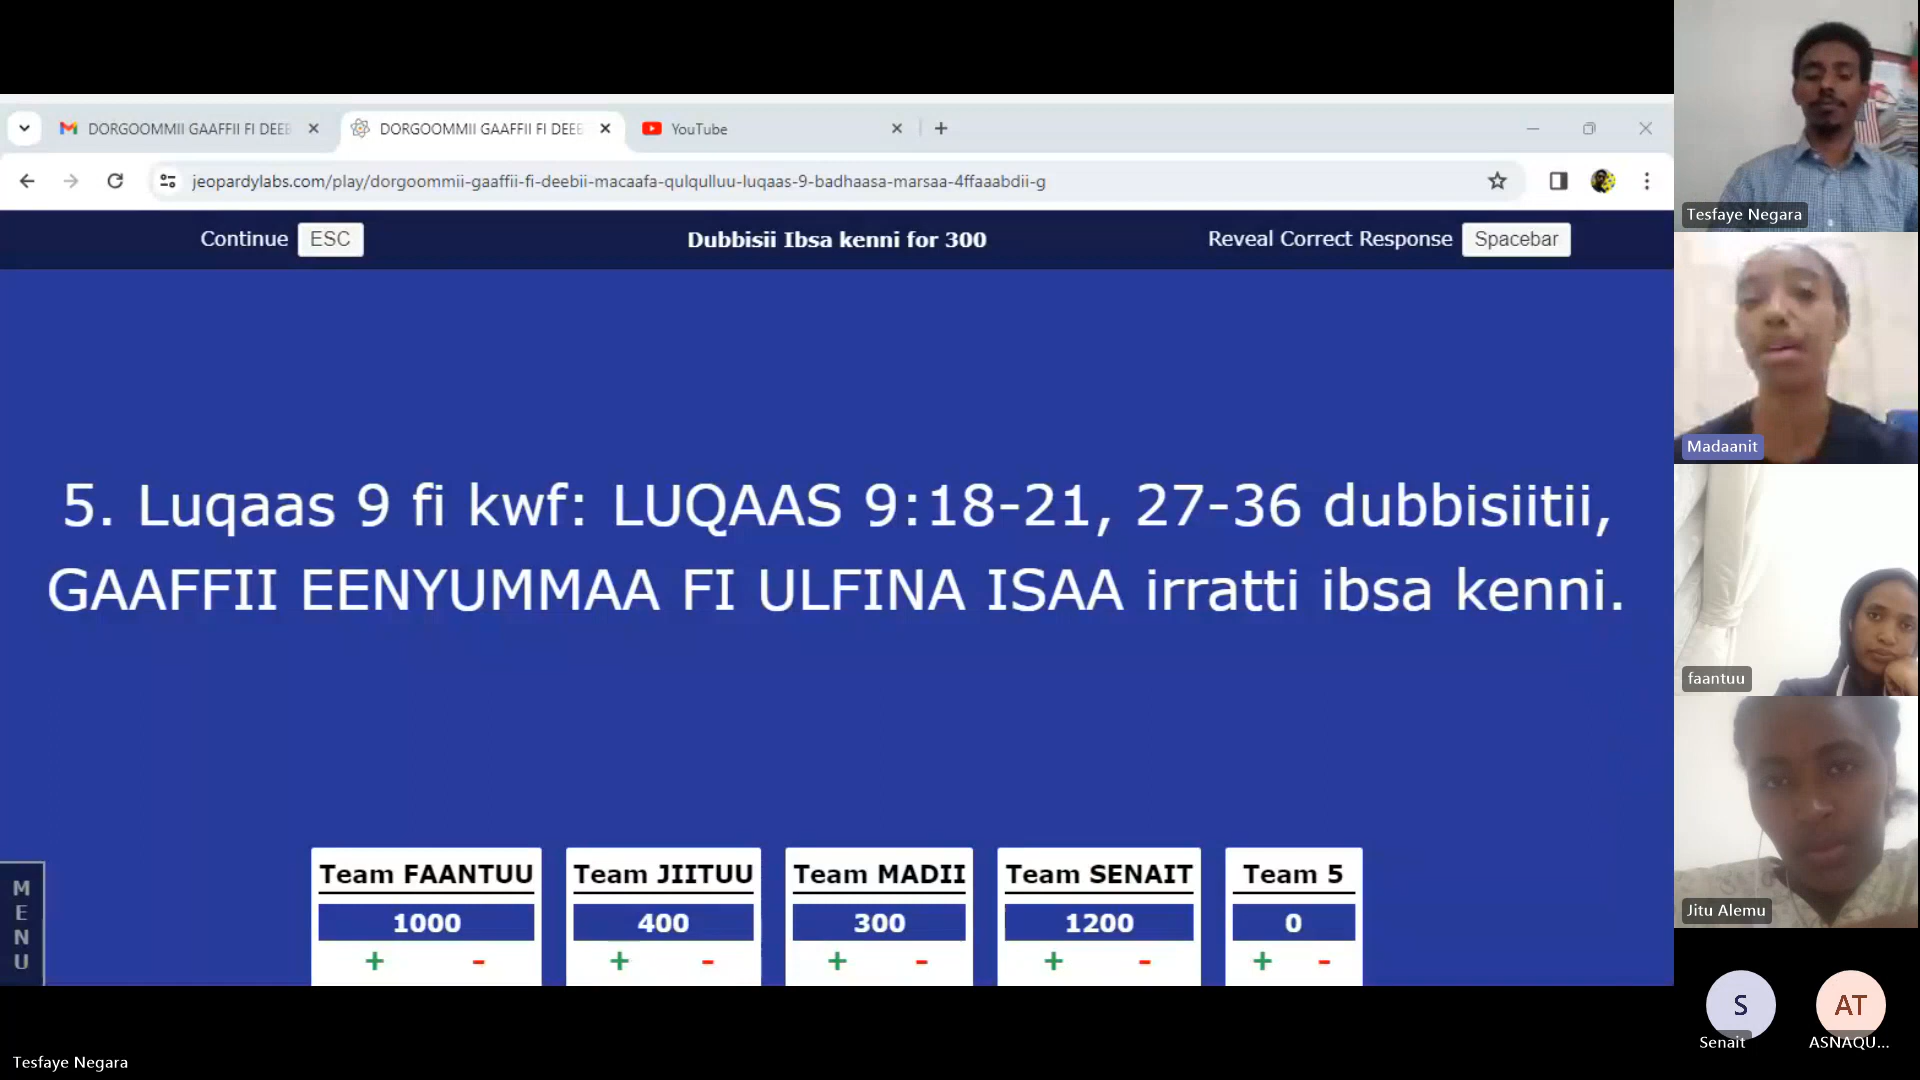 DORGOOMMII GAAFFII FI DEEB
DORGOOMMII GAAFFII FI DEEE
YouTube
jeopardylabs.com/play/dorgoommii-gaaffii-fi-deebii-macaafa-qulqulluu-luqaas-9-badhaasa-marsaa-4ffaaabdii-g
Continue ESC
Dubbisii Ibsa kenni for 300
Reveal Correct Response Spacebar
5. Luqaas 9 fi kwf: LUQAAS 9:18-21, 27-36 dubbisiitii,
GAAFFII EENYUMMAA FI ULFINA ISAA irratti ibsa kenni.
MENU
Team FAANTUU
1000
+ -
Team JIITUU
400
+ -
Team MADII
300
+ -
Team SENAIT
1200
+ -
Team 5
0
+ -
Tesfaye Negara
Madaanit
faantuu
Jitu Alemu
S
Senait
AT
ASNAQU...
Tesfaye Negara